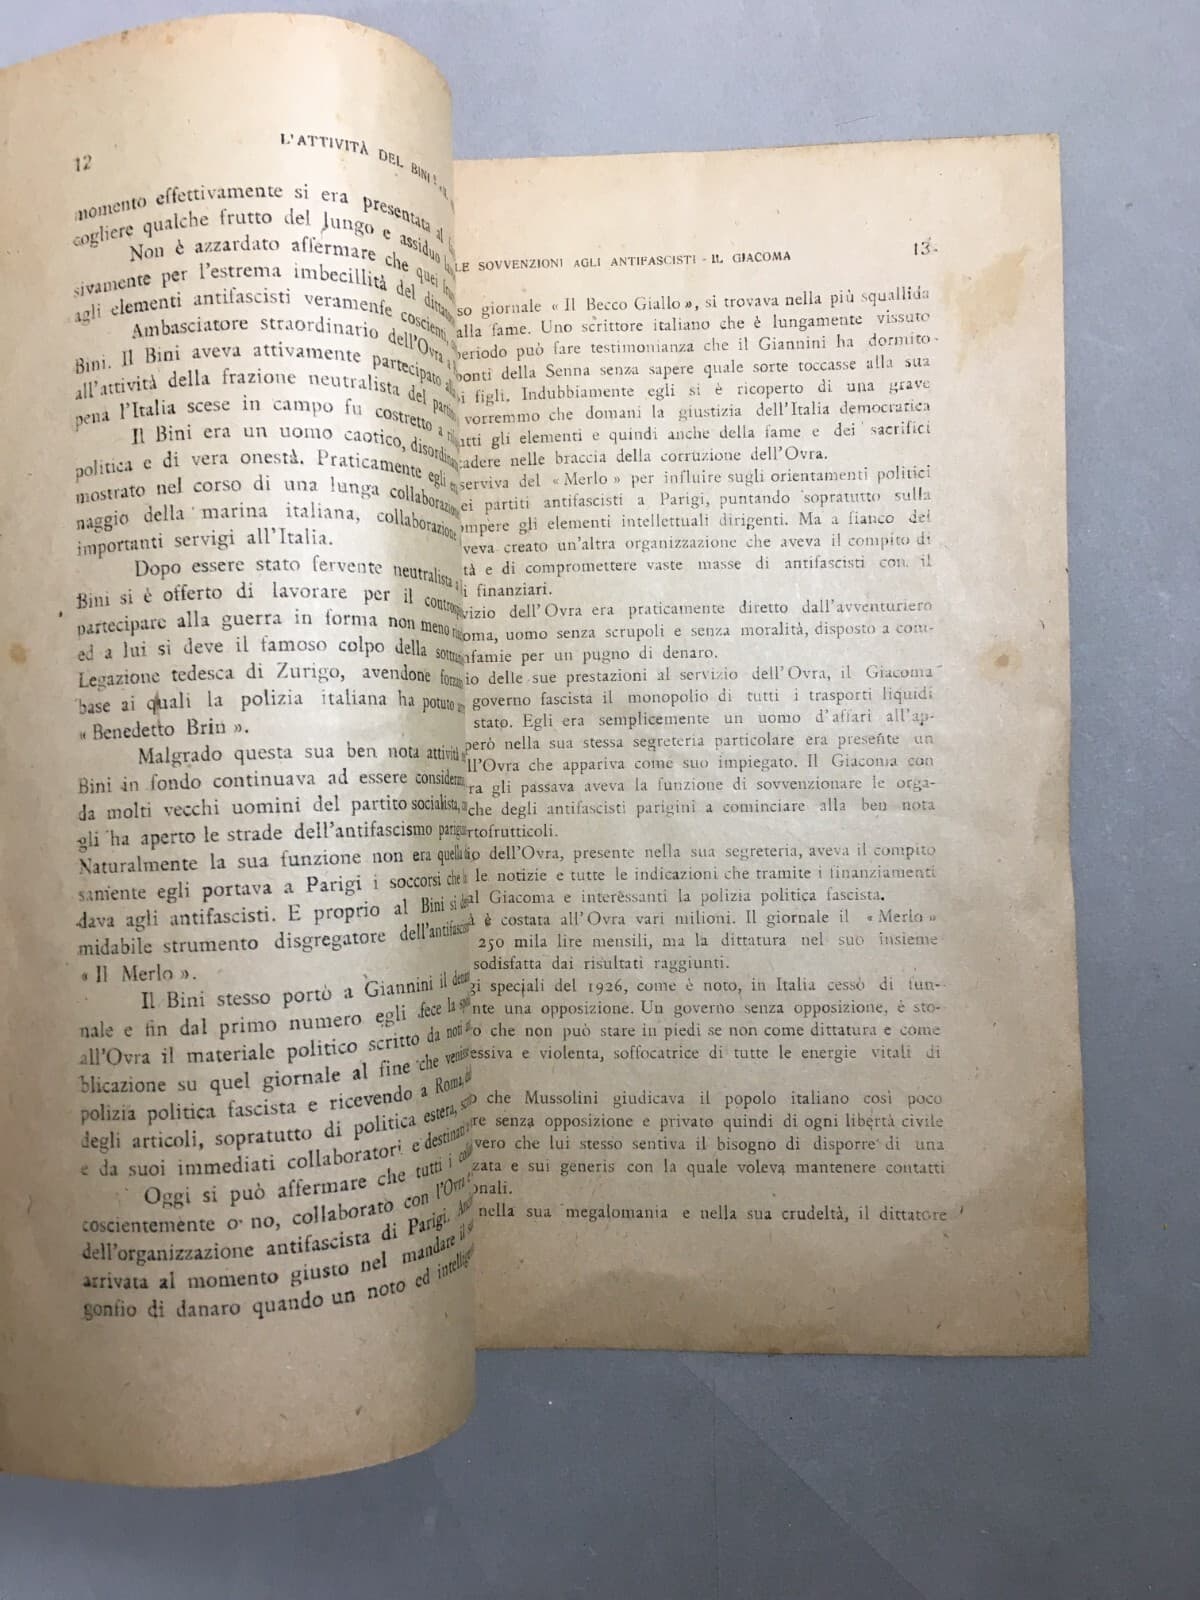 12
L'ATTIVITÀ DEL BINI
momento effettivamente si era presentata al
cogliere qualche frutto del lungo e assiduo
Non è azzardato affermare che quei
sivamente per l'estrema imbecillità del
agli elementi antifascisti veramenfe coscienti,
Ambasciatore straordinario dell'Ovra
Bini. Il Bini aveva attivamente partecipato
all'attività della frazione neutralista del
pena l'Italia scese in campo fu costretto a
Il Bini era un uomo caotico,
politica e di vera onestà. Praticamente egli
mostrato nel corso di una lunga collaborazione
naggio della marina italiana, collaborazione
importanti servigi all'Italia.
Dopo essere stato fervente neutralista
Bini si è offerto di lavorare per il
partecipare alla guerra in forma non meno
ed a lui si deve il famoso colpo della
Legazione tedesca di Zurigo, avendone
base ai quali la polizia italiana ha potuto
« Benedetto Brin ».
Malgrado questa sua ben nota attività
Bini in fondo continuava ad essere
da molti vecchi uomini del partito socialista,
gli ha aperto le strade dell'antifascismo
Naturalmente la sua funzione non era
samente egli portava a Parigi i soccorsi che
dava agli antifascisti. E proprio al Bini si
midabile strumento disgregatore
« Il Merlo ».
Il Bini stesso portò a Giannini il
nale e fin dal primo numero egli fece la
all'Ovra il materiale politico scritto da noti
blicazione su quel giornale al fine che
polizia politica fascista e ricevendo a Roma,
degli articoli, sopratutto di politica estera,
e da suoi immediati collaboratori e
Oggi si può affermare che tutti i
coscientemente o no, collaborato con l'Ovra
dell'organizzazione antifascista di Parigi.
arrivata al momento giusto nel mandare il
gonfio di danaro quando un noto ed
LE SOVVENZIONI AGLI ANTIFASCISTI - IL GIACOMA
13
so giornale « Il Becco Giallo », si trovava nella più squallida
alla fame. Uno scrittore italiano che è lungamente vissuto
periodo può fare testimonianza che il Giannini ha dormito
ponti della Senna senza sapere quale sorte toccasse alla sua
i figli. Indubbiamente egli si è ricoperto di una grave
vorremmo che domani la giustizia dell'Italia democratica
utti gli elementi e quindi anche della fame e dei sacrifici
cadere nelle braccia della corruzione dell'Ovra.
serviva del « Merlo » per influire sugli orientamenti politici
ei partiti antifascisti a Parigi, puntando sopratutto sulla
ompere gli elementi intellettuali dirigenti. Ma a fianco del
veva creato un'altra organizzazione che aveva il compito di
tà e di compromettere vaste masse di antifascisti con il
i finanziari.
vizio dell'Ovra era praticamente diretto dall'avventuriero
oma, uomo senza scrupoli e senza moralità, disposto a com-
nfamie per un pugno di denaro.
io delle sue prestazioni al servizio dell'Ovra, il Giacoma
governo fascista il monopolio di tutti i trasporti liquidi
stato. Egli era semplicemente un uomo d'affari all'ap-
però nella sua stessa segreteria particolare era presente un
ll'Ovra che appariva come suo impiegato. Il Giacoma con
ra gli passava aveva la funzione di sovvenzionare le orga-
che degli antifascisti parigini a cominciare alla ben nota
rtofrutticoli.
io dell'Ovra, presente nella sua segreteria, aveva il compito
le notizie e tutte le indicazioni che tramite i finanziamenti
al Giacoma e interessanti la polizia politica fascista.
à è costata all'Ovra vari milioni. Il giornale il « Merlo »
250 mila lire mensili, ma la dittatura nel suo insieme
sodisfatta dai risultati raggiunti.
gi speciali del 1926, come è noto, in Italia cessò di fun-
nte una opposizione. Un governo senza opposizione, è sto-
o che non può stare in piedi se non come dittatura e come
essiva e violenta, soffocatrice di tutte le energie vitali di
o che Mussolini giudicava il popolo italiano così poco
re senza opposizione e privato quindi di ogni libertà civile
vero che lui stesso sentiva il bisogno di disporre di una
zzata e sui generis con la quale voleva mantenere contatti
onali.
nella sua megalomania e nella sua crudeltà, il dittatore